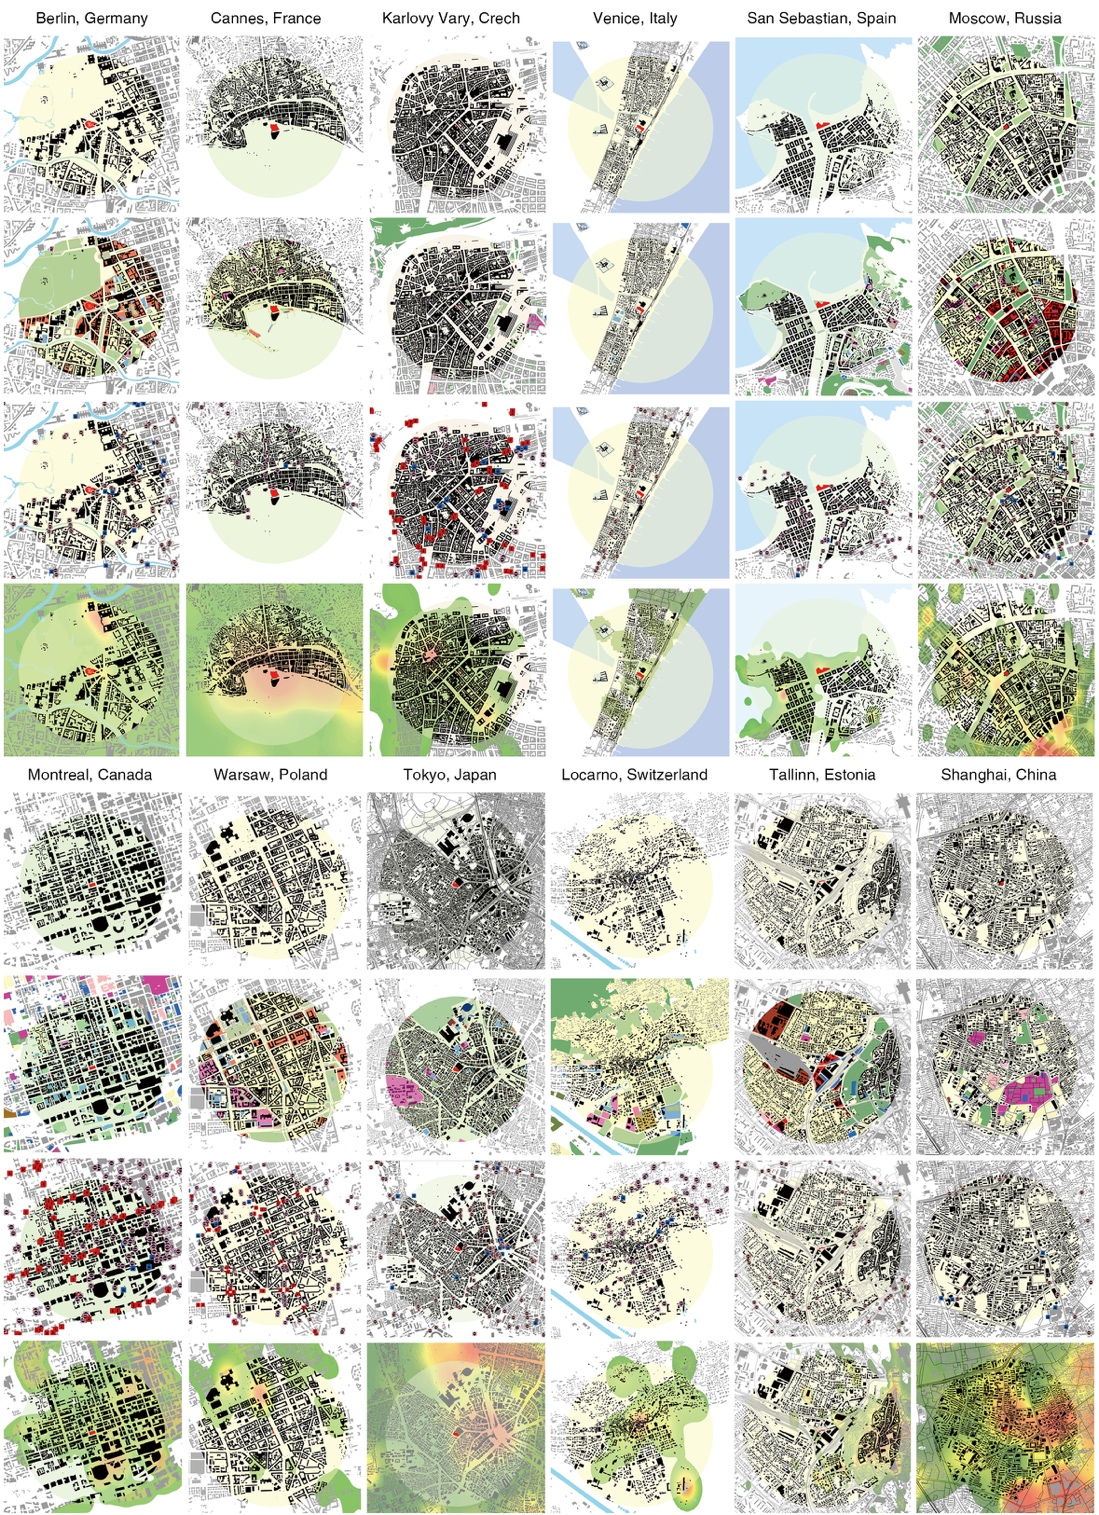 Berlin, Germany
Cannes, France
Karlovy Vary, Crech
Venice, Italy
San Sebastian, Spain
Moscow, Russia
Montreal, Canada
Warsaw, Poland
Tokyo, Japan
Locarno, Switzerland
Tallinn, Estonia
Shanghai, China